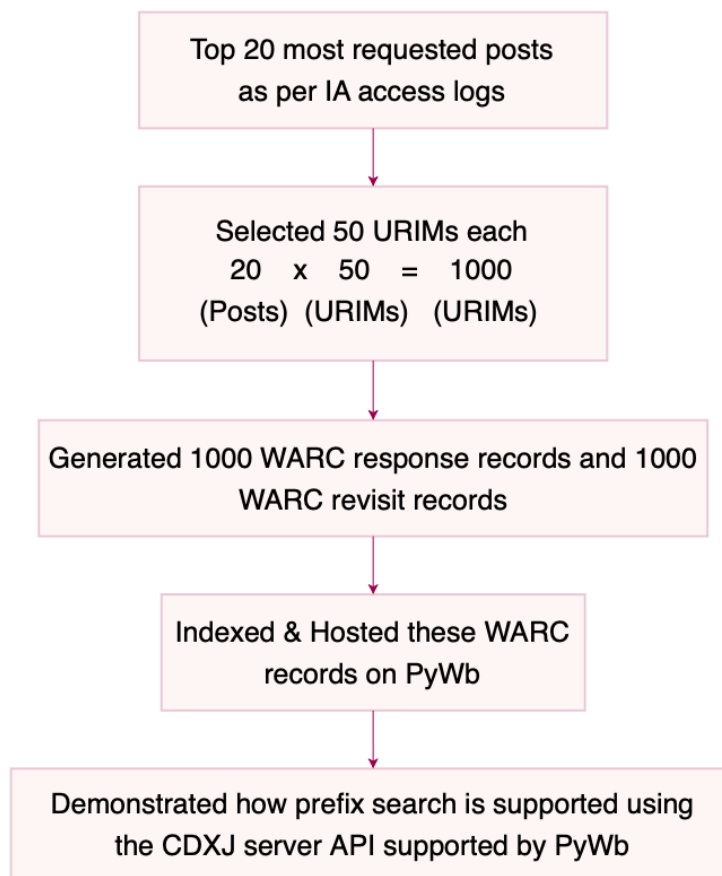 Top 20 most requested posts
as per IA access logs
Selected 50 URIMs each
20 x 50 = 1000
(Posts) (URIMs) (URIMs)
Generated 1000 WARC response records and 1000
WARC revisit records
Indexed & Hosted these WARC
records on PyWb
Demonstrated how prefix search is supported using
the CDXJ server API supported by PyWb